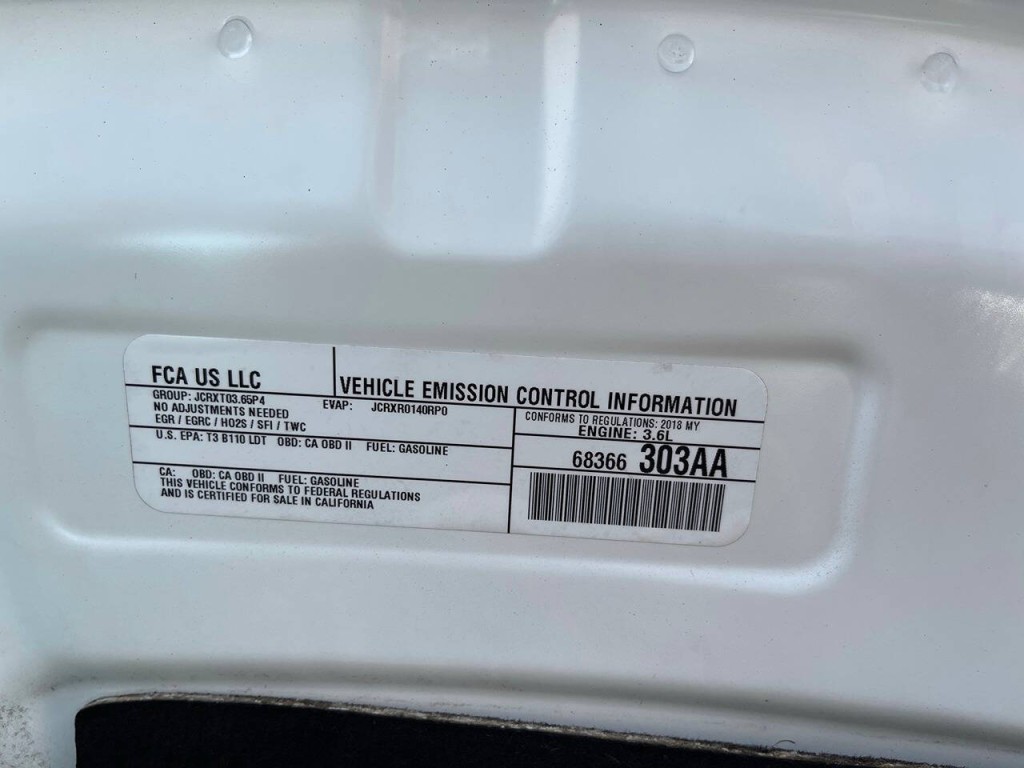 FCA US LLC
VEHICLE EMISSION CONTROL INFORMATION
GROUP: JCRXT03.65P4
EVAP: JCRXR0140RP0
NO ADJUSTMENTS NEEDED
EGR / EGRC / HO2S / SFI / TWC
CONFORMS TO REGULATIONS: 2018 MY
ENGINE: 3.6L
U.S. EPA: T3 B110 LDT OBD: CA OBD II FUEL: GASOLINE
68366 303AA
CA: OBD: CA OBD II FUEL: GASOLINE
THIS VEHICLE CONFORMS TO FEDERAL REGULATIONS
AND IS CERTIFIED FOR SALE IN CALIFORNIA